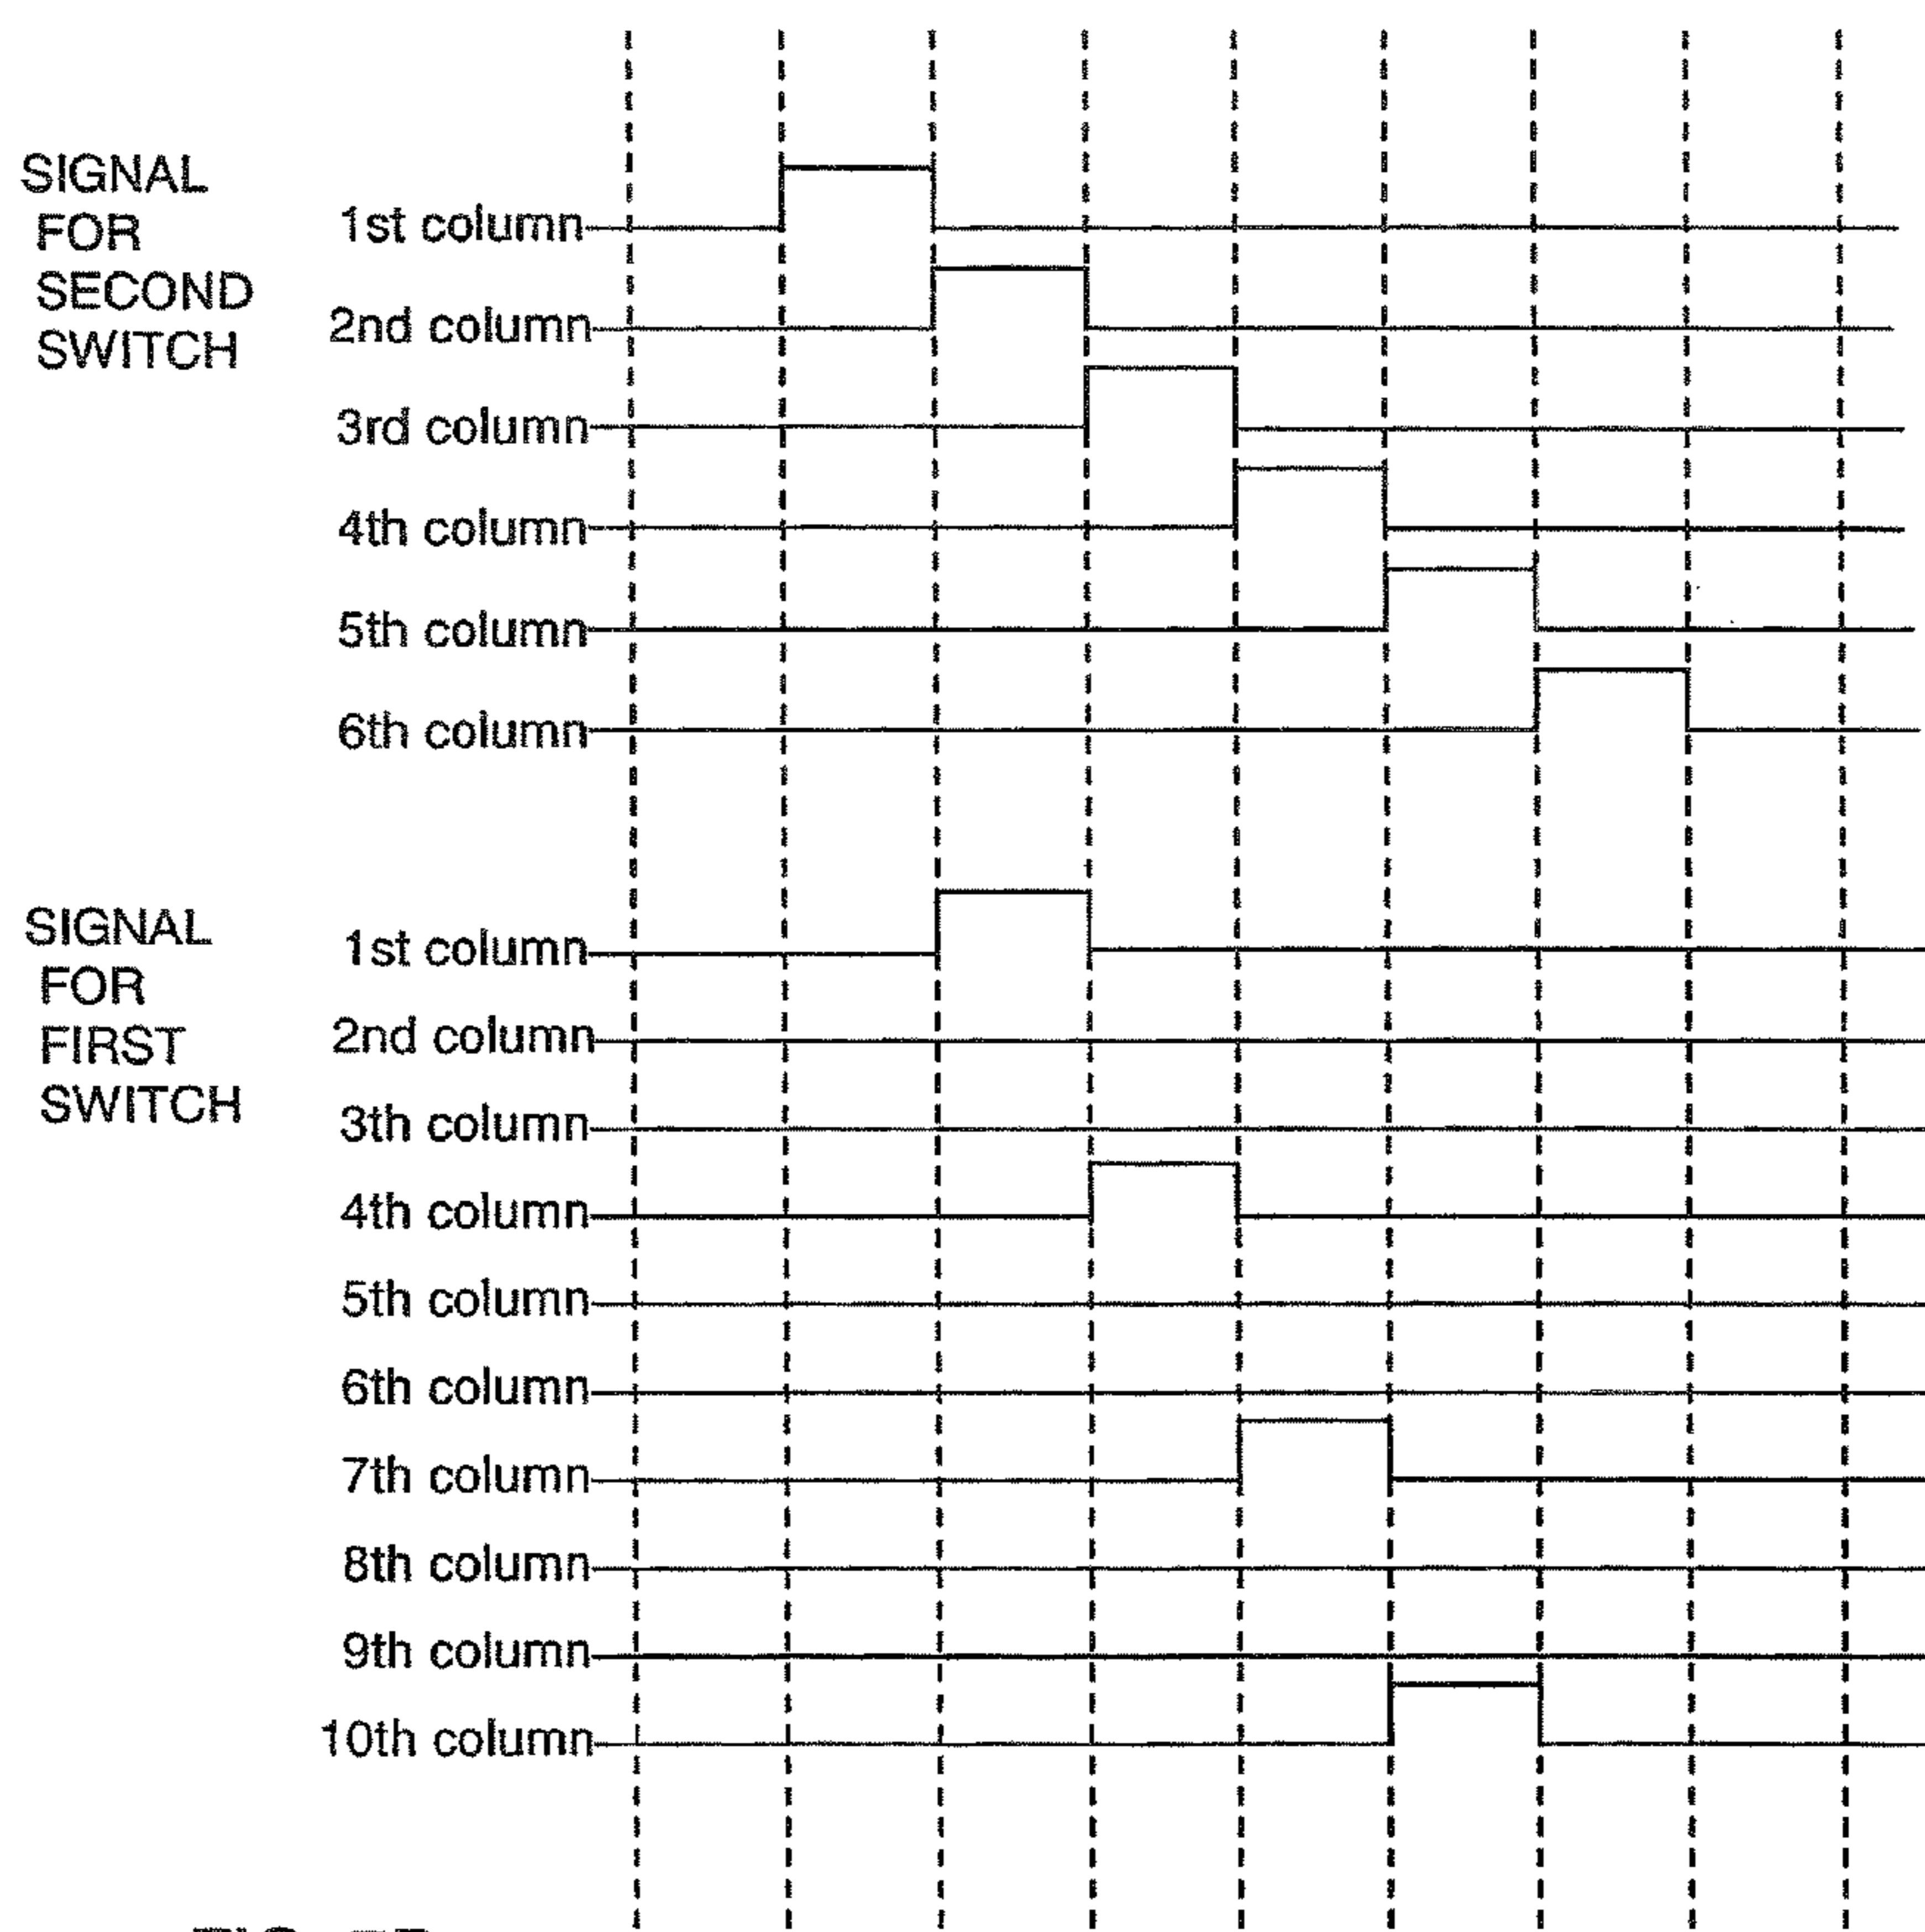 SIGNAL
FOR
SECOND
SWITCH
1st column
2nd column
3rd column
4th column
5th column
6th column
SIGNAL
FOR
FIRST
SWITCH
1st column
2nd column
3th column
4th column
5th column
6th column
7th column
8th column
9th column
10th column